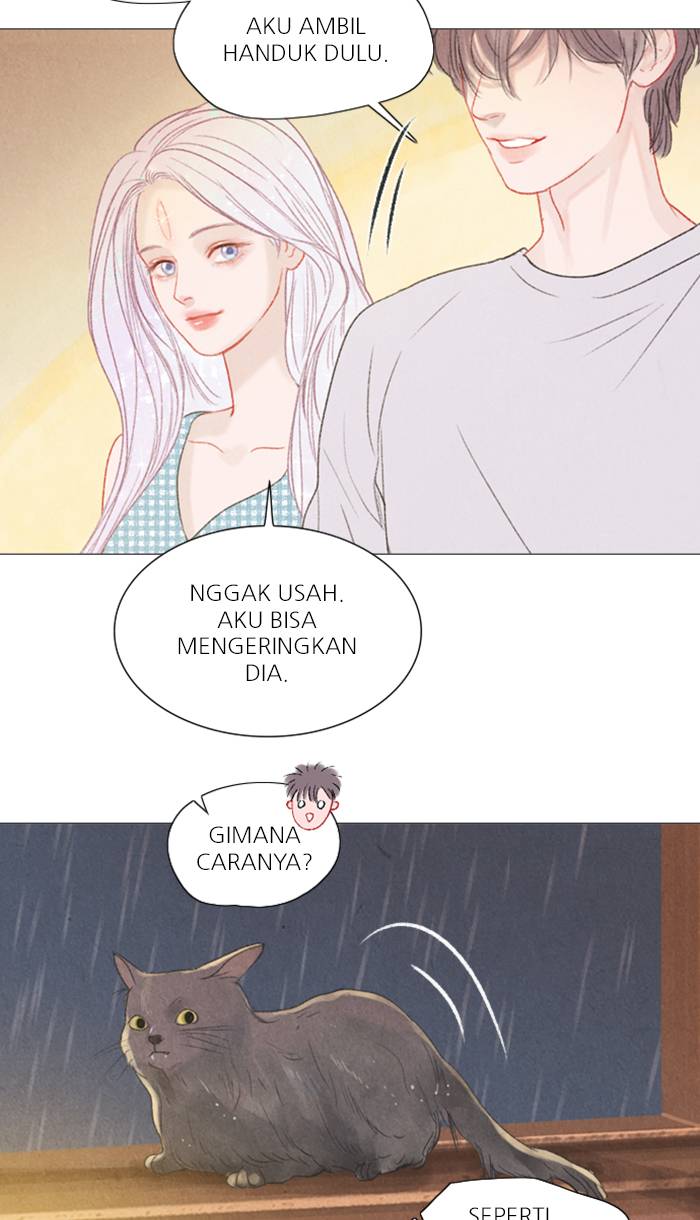 AKU AMBIL
HANDUK DULU.
NGGAK USAH.
AKU BISA
MENGERINGKAN
DIA.
GIMANA
CARANYA?
SEPERTI